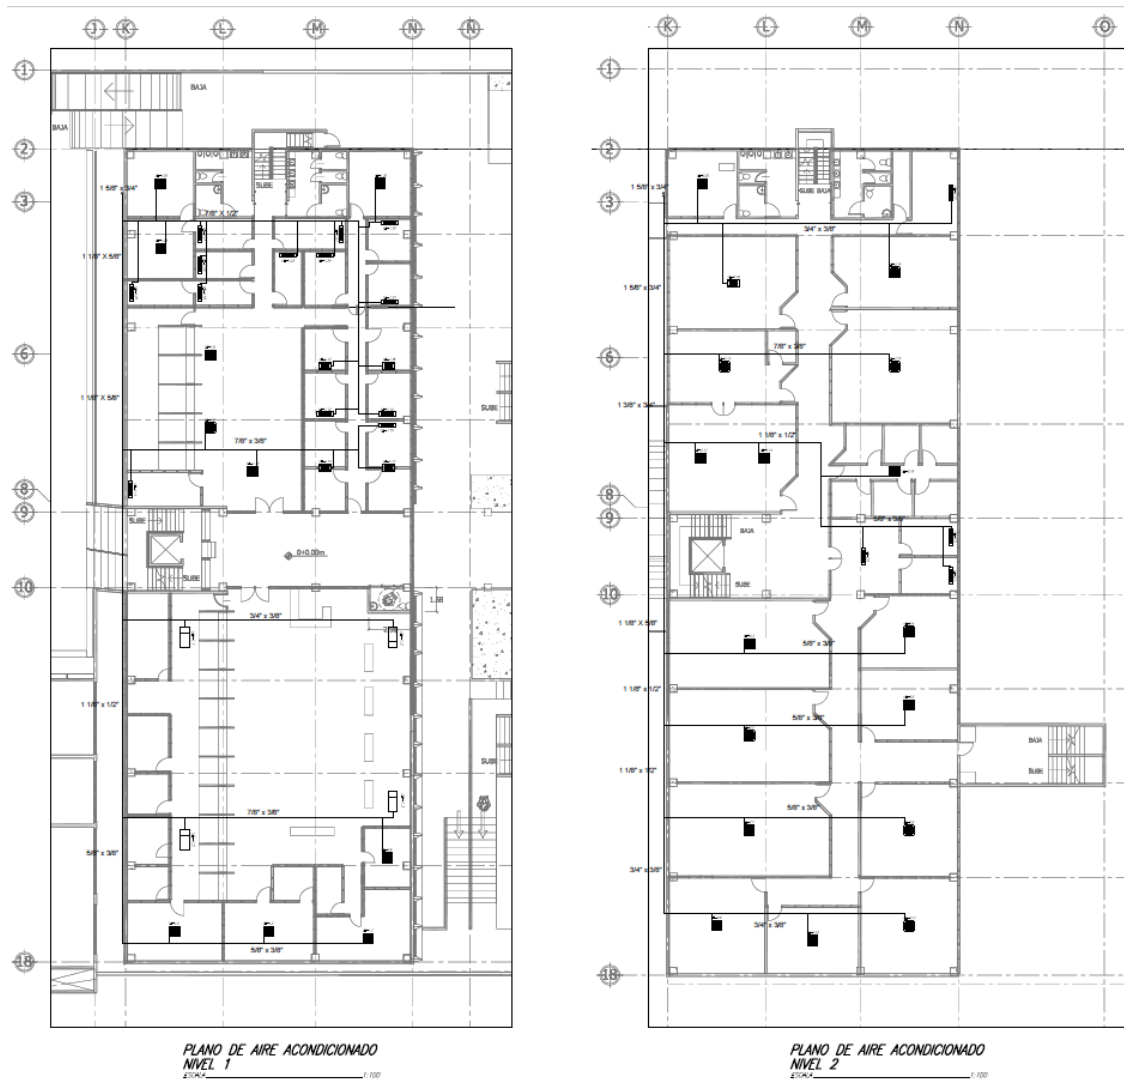 J K L M N Ñ
1
BAJA
BAJA
2
1 5/8" x 3/4"
SUBE
3
7/8" X 1/2"
1 1/8" X 5/8"
6
1 1/8" X 5/8"
SUBE
7/8" x 3/8"
8
9
SUBE
0+0.00m
SUBE
10
1.58
3/4" x 3/8"
1 1/8" x 1/2"
SUBE
7/8" x 3/8"
5/8" x 3/8"
5/8" x 3/8"
18
PLANO DE AIRE ACONDICIONADO
NIVEL 1
ESCALA 1:100
K L M N O
1
2
1 5/8" x 3/4"
SUBE BAJA
3
3/4" x 3/8"
1 5/8" x 3/4"
7/8" x 3/8"
6
1 3/8" x 3/4"
1 1/8" x 1/2"
8
9
5/8" x 3/8"
BAJA
SUBE
10
1 1/8" X 5/8"
5/8" x 3/8"
1 1/8" x 1/2"
5/8" x 3/8"
BAJA
1 1/8" x 1/2"
SUBE
5/8" x 3/8"
3/4" x 3/8"
3/4" x 3/8"
18
PLANO DE AIRE ACONDICIONADO
NIVEL 2
ESCALA 1:100